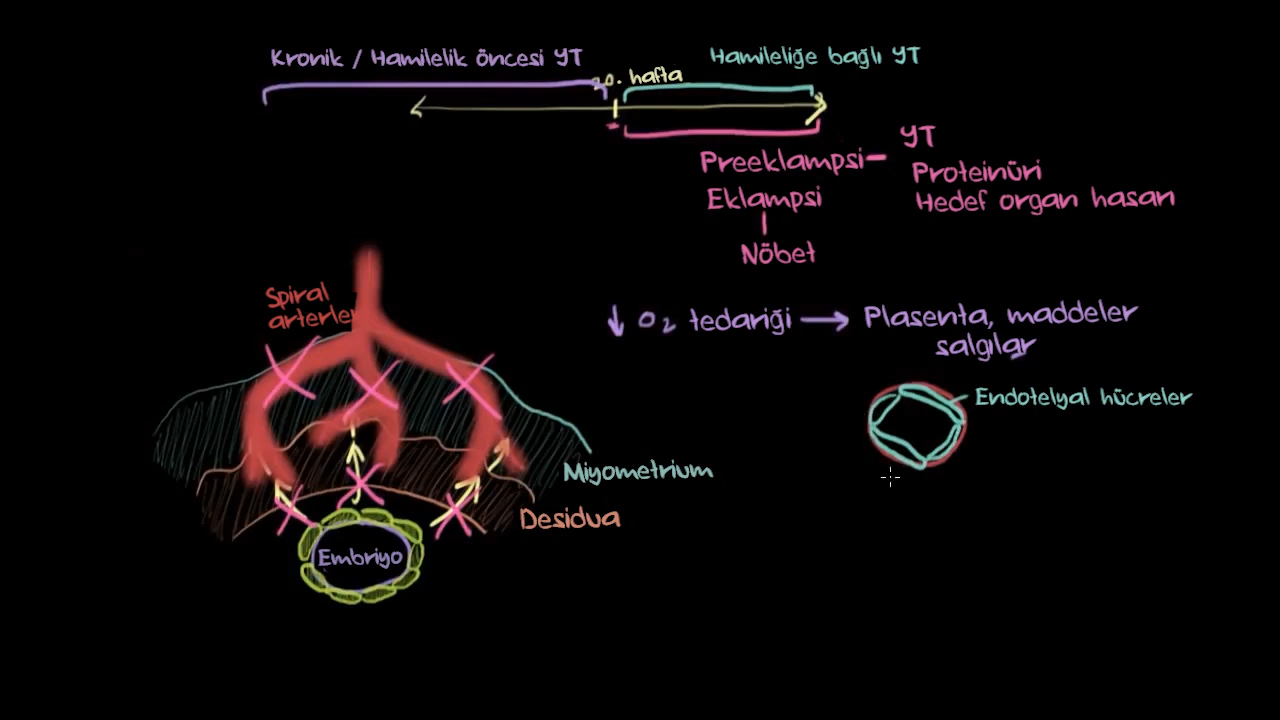 Kronik / Hamilelik öncesi YT
Hamileliğe bağlı YT
20. hafta
Preeklampsi
YT
Proteinüri
Hedef organ hasarı
Eklampsi
Nöbet
Spiral
arterler
↓ O₂ tedariği → Plasenta, maddeler
salgılar
Endotelyal hücreler
Miyometrium
Desidua
Embriyo